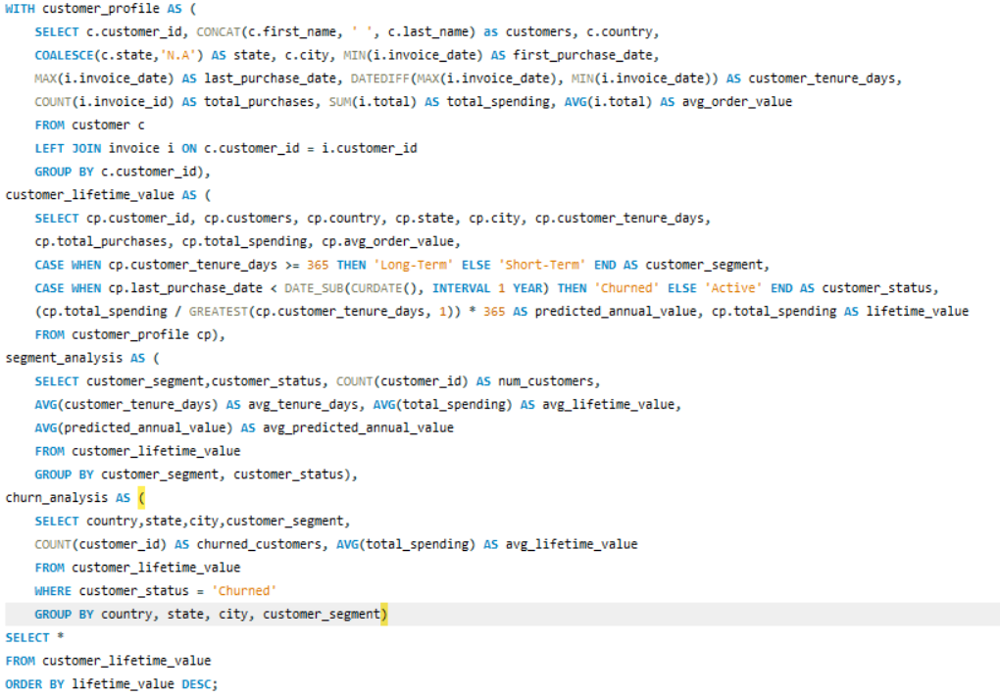 WITH customer_profile AS (
SELECT c.customer_id, CONCAT(c.first_name, ' ', c.last_name) as customers, c.country,
COALESCE(c.state,'N.A') AS state, c.city, MIN(i.invoice_date) AS first_purchase_date,
MAX(i.invoice_date) AS last_purchase_date, DATEDIFF(MAX(i.invoice_date), MIN(i.invoice_date)) AS customer_tenure_days,
COUNT(i.invoice_id) AS total_purchases, SUM(i.total) AS total_spending, AVG(i.total) AS avg_order_value
FROM customer c
LEFT JOIN invoice i ON c.customer_id = i.customer_id
GROUP BY c.customer_id),
customer_lifetime_value AS (
SELECT cp.customer_id, cp.customers, cp.country, cp.state, cp.city, cp.customer_tenure_days,
cp.total_purchases, cp.total_spending, cp.avg_order_value,
CASE WHEN cp.customer_tenure_days >= 365 THEN 'Long-Term' ELSE 'Short-Term' END AS customer_segment,
CASE WHEN cp.last_purchase_date < DATE_SUB(CURDATE(), INTERVAL 1 YEAR) THEN 'Churned' ELSE 'Active' END AS customer_status,
(cp.total_spending / GREATEST(cp.customer_tenure_days, 1)) * 365 AS predicted_annual_value, cp.total_spending AS lifetime_value
FROM customer_profile cp),
segment_analysis AS (
SELECT customer_segment,customer_status, COUNT(customer_id) AS num_customers,
AVG(customer_tenure_days) AS avg_tenure_days, AVG(total_spending) AS avg_lifetime_value,
AVG(predicted_annual_value) AS avg_predicted_annual_value
FROM customer_lifetime_value
GROUP BY customer_segment, customer_status),
churn_analysis AS (
SELECT country,state,city,customer_segment,
COUNT(customer_id) AS churned_customers, AVG(total_spending) AS avg_lifetime_value
FROM customer_lifetime_value
WHERE customer_status = 'Churned'
GROUP BY country, state, city, customer_segment)
SELECT *
FROM customer_lifetime_value
ORDER BY lifetime_value DESC;